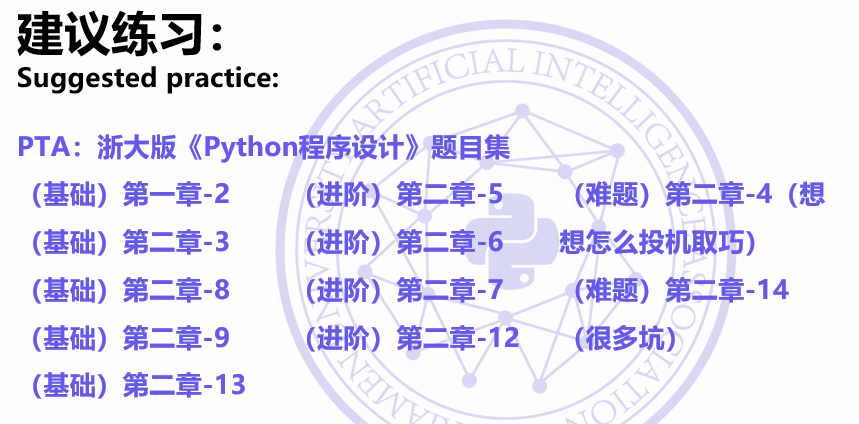 建议练习：
Suggested practice:
PTA：浙大版《Python程序设计》题目集
（基础）第一章-2
（基础）第二章-3
（基础）第二章-8
（基础）第二章-9
（基础）第二章-13
（进阶）第二章-5
（进阶）第二章-6
（进阶）第二章-7
（进阶）第二章-12
（难题）第二章-4（想
想怎么投机取巧）
（难题）第二章-14
（很多坑）
XIAMEN UNIVERSITY ARTIFICIAL INTELLIGENCE ASSOCIATION